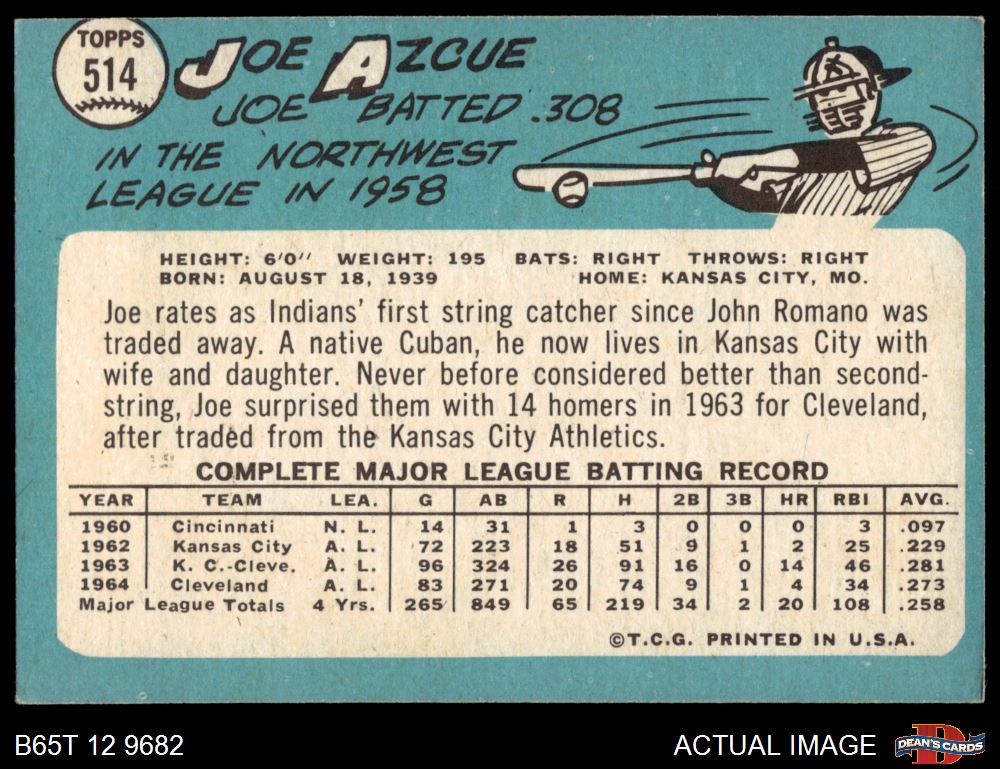 TOPPS
514
JOE AZCUE
JOE BATTED .308
IN THE NORTHWEST
LEAGUE IN 1958
HEIGHT: 6'0" WEIGHT: 195 BATS: RIGHT THROWS: RIGHT
BORN: AUGUST 18, 1939 HOME: KANSAS CITY, MO.
Joe rates as Indians' first string catcher since John Romano was
traded away. A native Cuban, he now lives in Kansas City with
wife and daughter. Never before considered better than second-
string, Joe surprised them with 14 homers in 1963 for Cleveland,
after traded from the Kansas City Athletics.
COMPLETE MAJOR LEAGUE BATTING RECORD
YEAR TEAM LEA. G AB R H 2B 3B HR RBI AVG.
1960 Cincinnati N. L. 14 31 1 3 0 0 0 3 .097
1962 Kansas City A. L. 72 223 18 51 9 1 2 25 .229
1963 K. C.-Cleve. A. L. 96 324 26 91 16 0 14 46 .281
1964 Cleveland A. L. 83 271 20 74 9 1 4 34 .273
Major League Totals 4 Yrs. 265 849 65 219 34 2 20 108 .258
©T.C.G. PRINTED IN U.S.A.
B65T 12 9682
ACTUAL IMAGE
DEAN'S CARDS